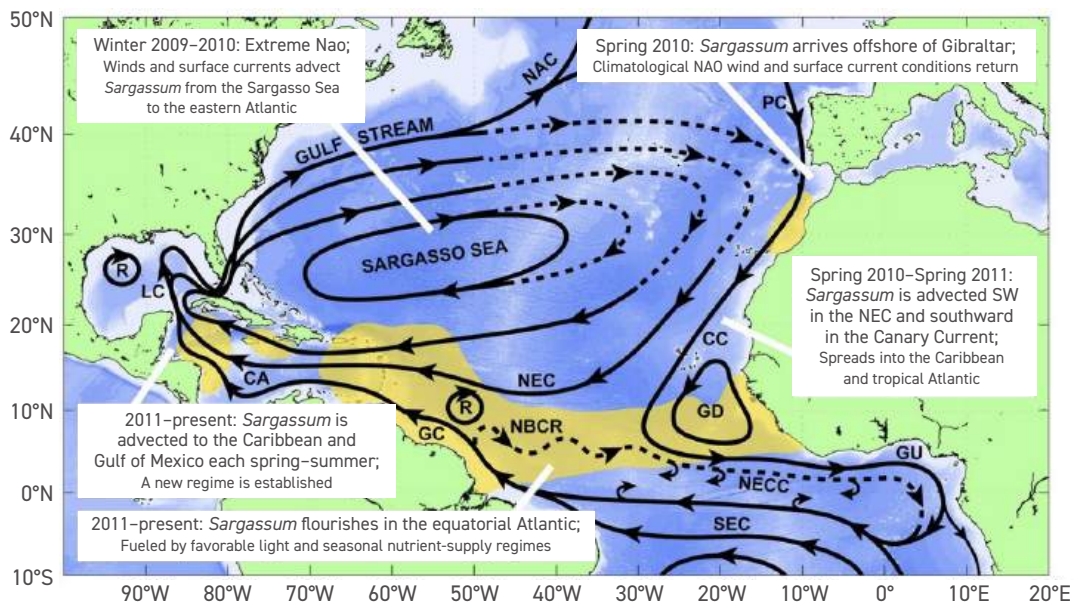 50°N
40°N
30°N
20°N
10°N
0°N
10°S
90°W
80°W
70°W
60°W
50°W
40°W
30°W
20°W
10°W
0°
10°E
20°E
Winter 2009–2010: Extreme Nao;
Winds and surface currents advect
Sargassum from the Sargasso Sea
to the eastern Atlantic
Spring 2010: Sargassum arrives offshore of Gibraltar;
Climatological NAO wind and surface current conditions return
NAC
PC
GULF STREAM
SARGASSO SEA
R
LC
Spring 2010–Spring 2011:
Sargassum is advected SW
in the NEC and southward
in the Canary Current;
Spreads into the Caribbean
and tropical Atlantic
CC
CA
NEC
R
GD
NBCR
GC
GU
NECC
SEC
2011–present: Sargassum is
advected to the Caribbean and
Gulf of Mexico each spring–summer;
A new regime is established
2011–present: Sargassum flourishes in the equatorial Atlantic;
Fueled by favorable light and seasonal nutrient-supply regimes